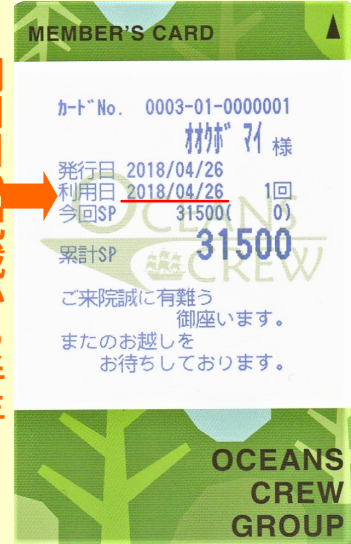 MEMBER'S CARD
カードNo. 0003-01-0000001
オオクボ マイ 様
発行日 2018/04/26
利用日 2018/04/26 1回
今回SP 31500( 0)
累計SP 31500
OCEANS
CREW
ご来院誠に有難う
御座います。
またのお越しを
お待ちしております。
OCEANS
CREW
GROUP